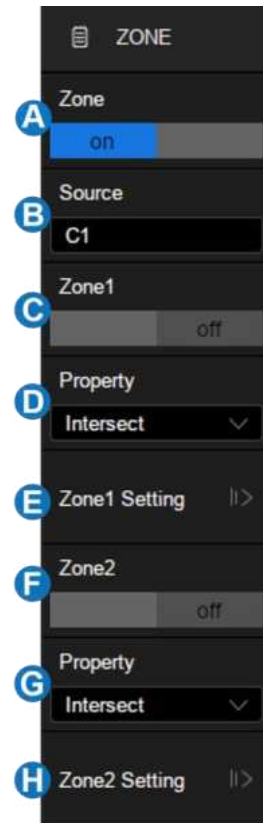 ZONE
A
Zone
on
B
Source
C1
C
Zone1
off
D
Property
Intersect
E
Zone1 Setting
F
Zone2
off
G
Property
Intersect
H
Zone2 Setting